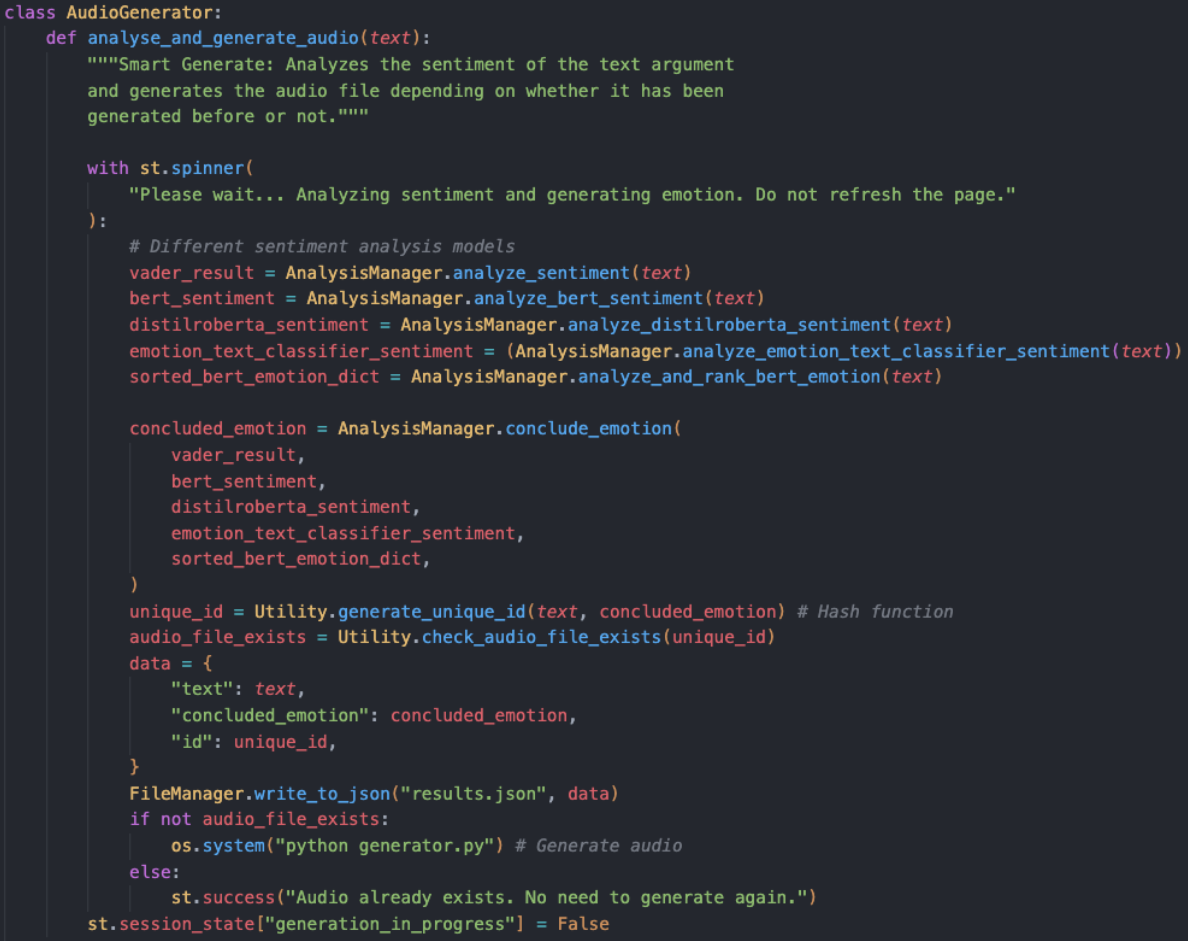 class AudioGenerator:
    def analyse_and_generate_audio(text):
        """Smart Generate: Analyzes the sentiment of the text argument
        and generates the audio file depending on whether it has been
        generated before or not."""

        with st.spinner(
            "Please wait... Analyzing sentiment and generating emotion. Do not refresh the page."
        ):
            # Different sentiment analysis models
            vader_result = AnalysisManager.analyze_sentiment(text)
            bert_sentiment = AnalysisManager.analyze_bert_sentiment(text)
            distilroberta_sentiment = AnalysisManager.analyze_distilroberta_sentiment(text)
            emotion_text_classifier_sentiment = (AnalysisManager.analyze_emotion_text_classifier_sentiment(text))
            sorted_bert_emotion_dict = AnalysisManager.analyze_and_rank_bert_emotion(text)

            concluded_emotion = AnalysisManager.conclude_emotion(
                vader_result,
                bert_sentiment,
                distilroberta_sentiment,
                emotion_text_classifier_sentiment,
                sorted_bert_emotion_dict,
            )
            unique_id = Utility.generate_unique_id(text, concluded_emotion) # Hash function
            audio_file_exists = Utility.check_audio_file_exists(unique_id)
            data = {
                "text": text,
                "concluded_emotion": concluded_emotion,
                "id": unique_id,
            }
            FileManager.write_to_json("results.json", data)
            if not audio_file_exists:
                os.system("python generator.py") # Generate audio
            else:
                st.success("Audio already exists. No need to generate again.")
        st.session_state["generation_in_progress"] = False